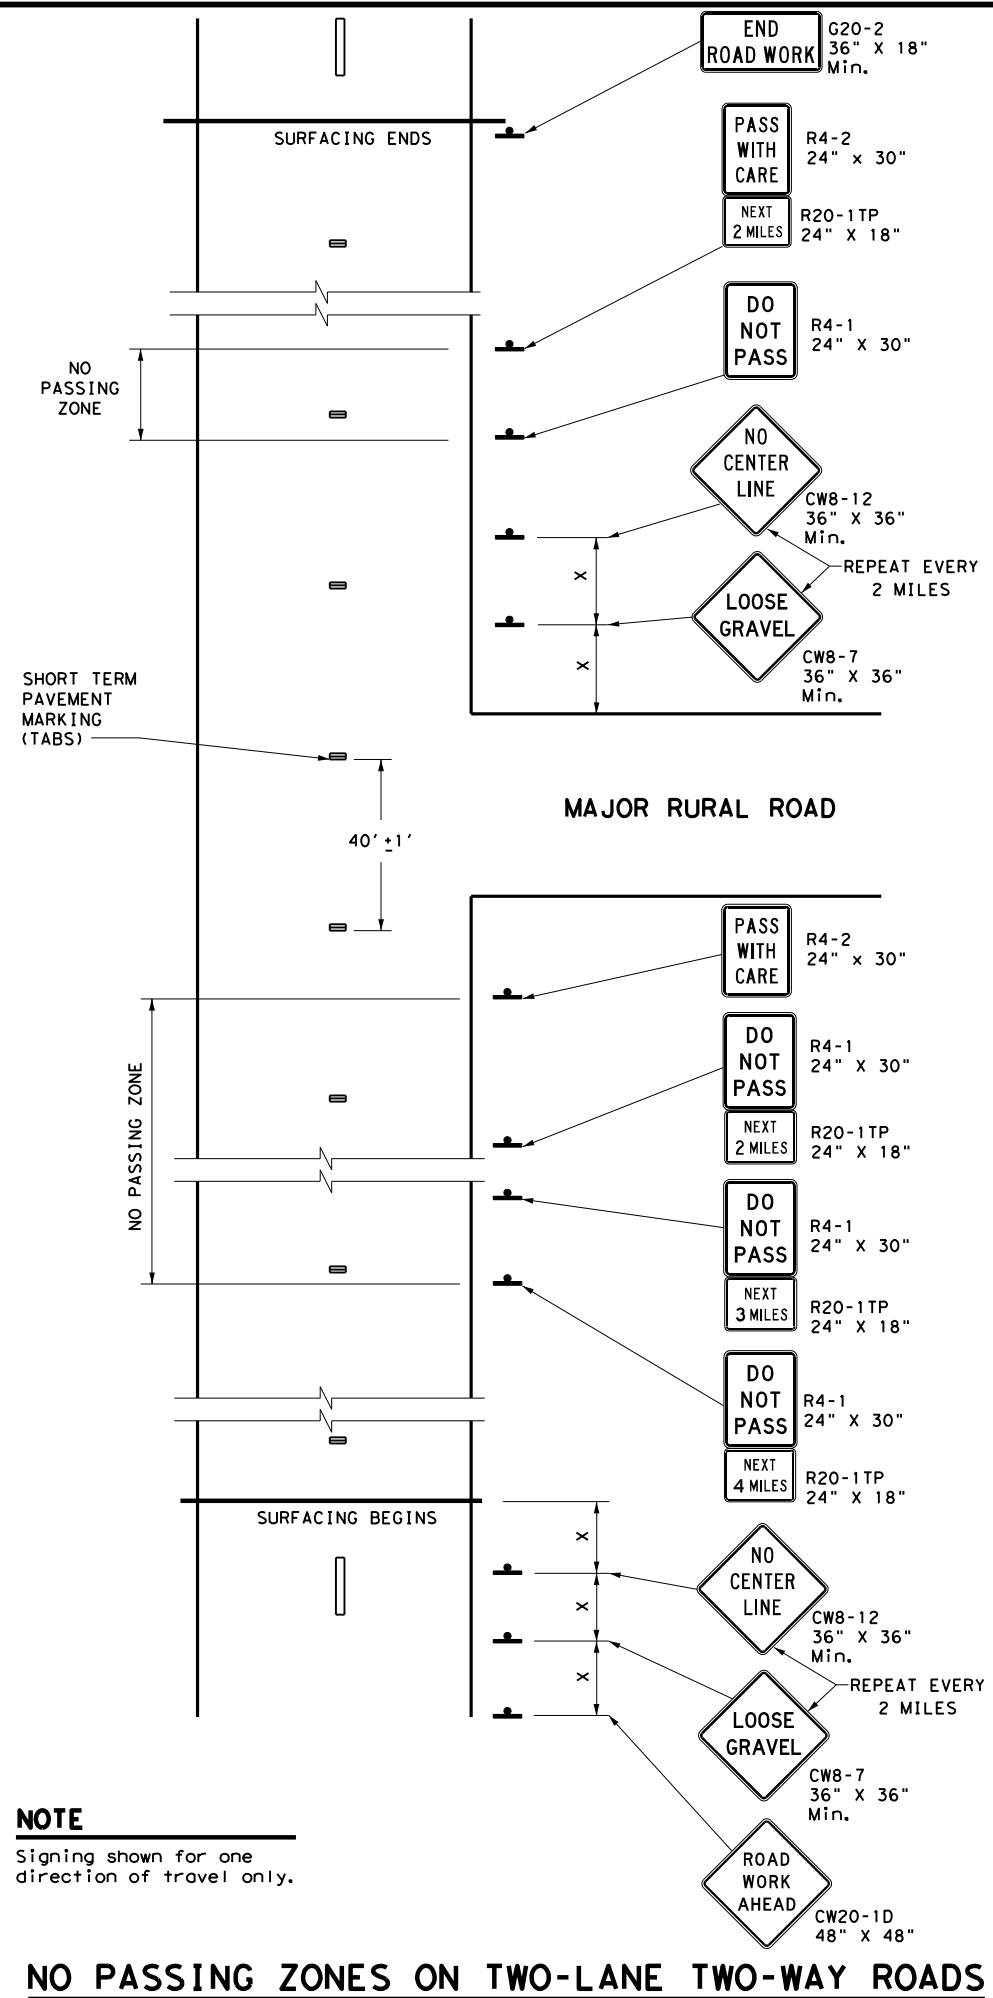 END
ROAD WORK
G20-2
36" X 18"
Min.
SURFACING ENDS
PASS
WITH
CARE
R4-2
24" x 30"
NEXT
2 MILES
R20-1TP
24" X 18"
DO
NOT
PASS
R4-1
24" X 30"
NO
PASSING
ZONE
NO
CENTER
LINE
CW8-12
36" X 36"
Min.
X
REPEAT EVERY
2 MILES
LOOSE
GRAVEL
X
CW8-7
36" X 36"
Min.
SHORT TERM
PAVEMENT
MARKING
(TABS)
MAJOR RURAL ROAD
40' ±1'
PASS
WITH
CARE
R4-2
24" x 30"
DO
NOT
PASS
R4-1
24" X 30"
NO PASSING ZONE
NEXT
2 MILES
R20-1TP
24" X 18"
DO
NOT
PASS
R4-1
24" X 30"
NEXT
3 MILES
R20-1TP
24" X 18"
DO
NOT
PASS
R4-1
24" X 30"
NEXT
4 MILES
R20-1TP
24" X 18"
SURFACING BEGINS
X
NO
CENTER
LINE
X
CW8-12
36" X 36"
Min.
X
REPEAT EVERY
2 MILES
LOOSE
GRAVEL
CW8-7
36" X 36"
Min.
NOTE
Signing shown for one
direction of travel only.
ROAD
WORK
AHEAD
CW20-1D
48" X 48"
NO PASSING ZONES ON TWO-LANE TWO-WAY ROADS